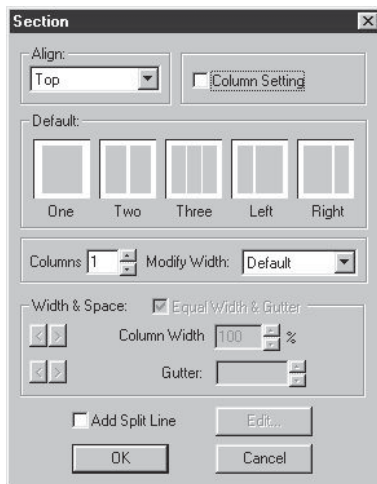 Section
Align:
Top
Column Setting
Default:
One Two Three Left Right
Columns 1 Modify Width: Default
Width & Space: Equal Width & Gutter
< > Column Width 100 %
< > Gutter:
Add Split Line Edit...
OK Cancel